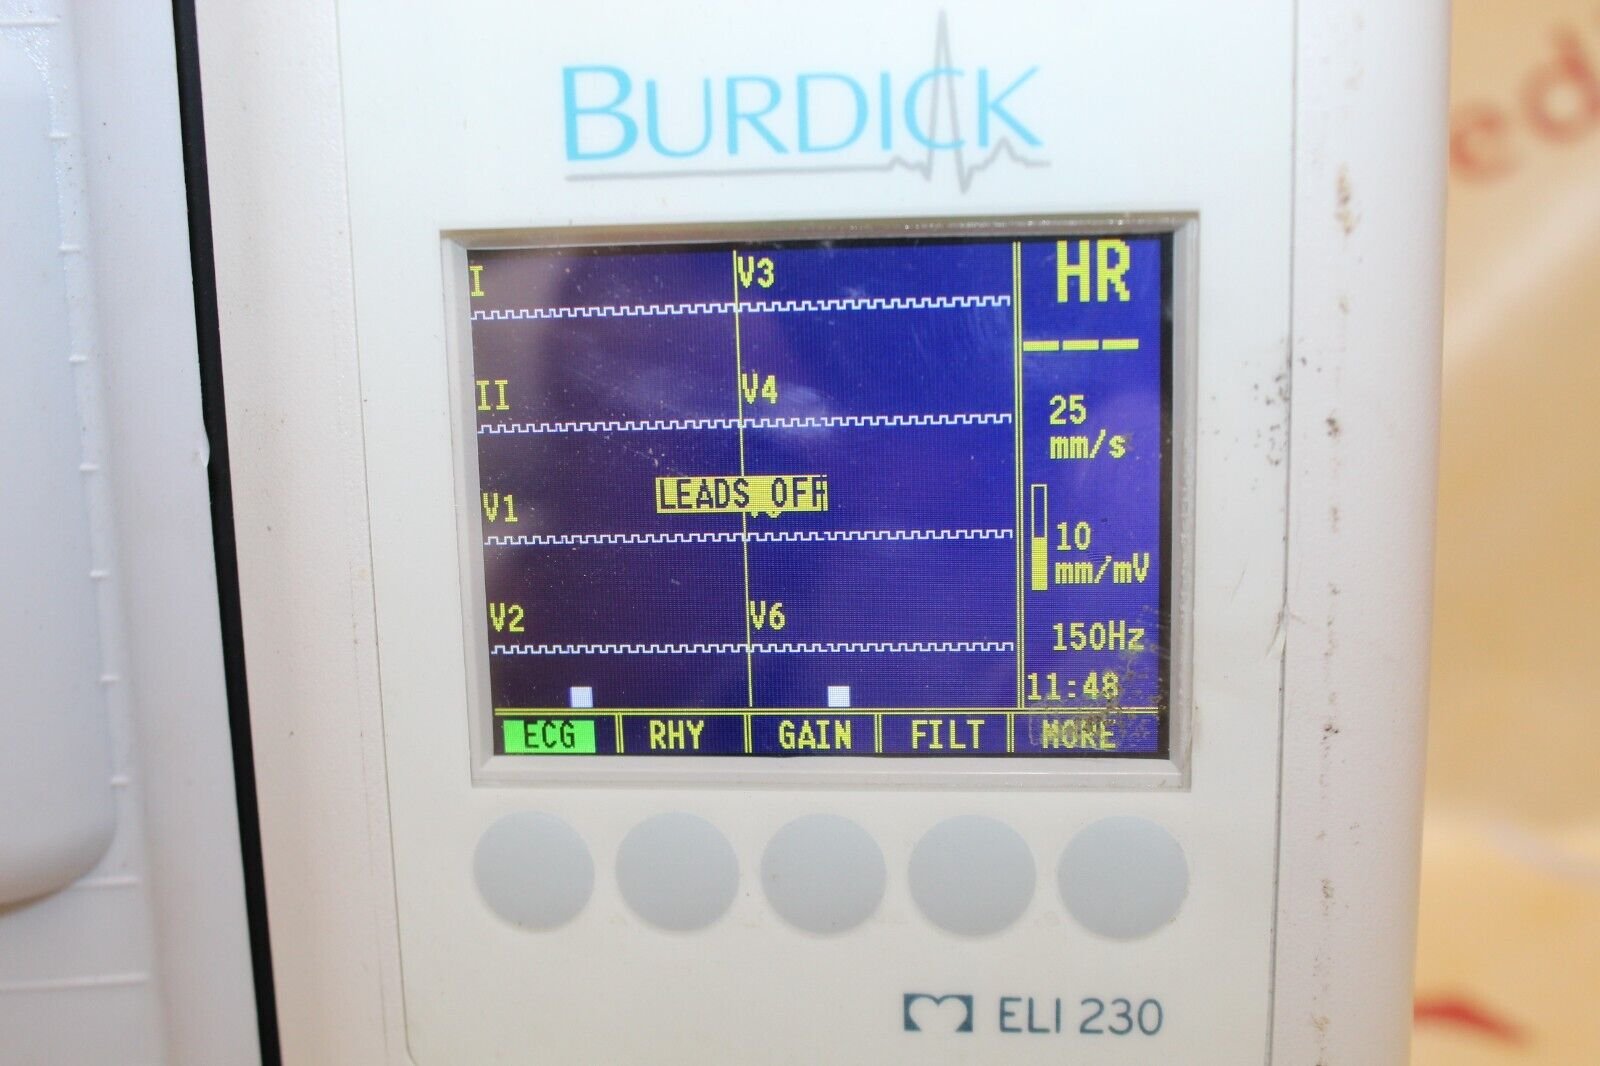 BURDICK
I
V3
HR
---
II
V4
25
mm/s
LEADS OFF
V1
10
mm/mV
V2
V6
150Hz
11:48
ECG
RHY
GAIN
FILT
MORE
ELI 230